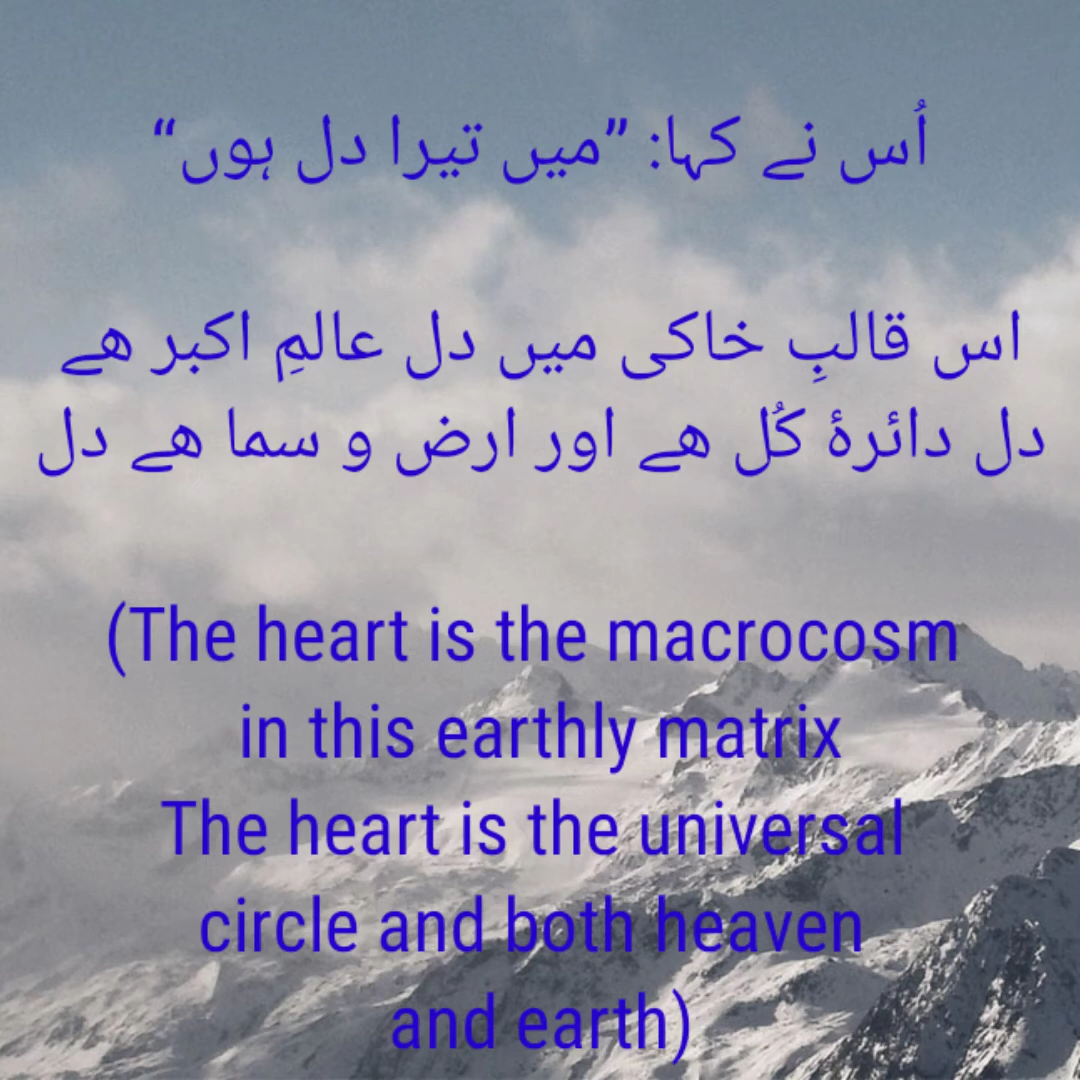 اُس نے کہا: ”میں تیرا دل ہوں“
اس قالبِ خاکی میں دل عالمِ اکبر ھے
دل دائرۂ کُل ھے اور ارض و سما ھے دل
(The heart is the macrocosm
in this earthly matrix
The heart is the universal
circle and both heaven
and earth)